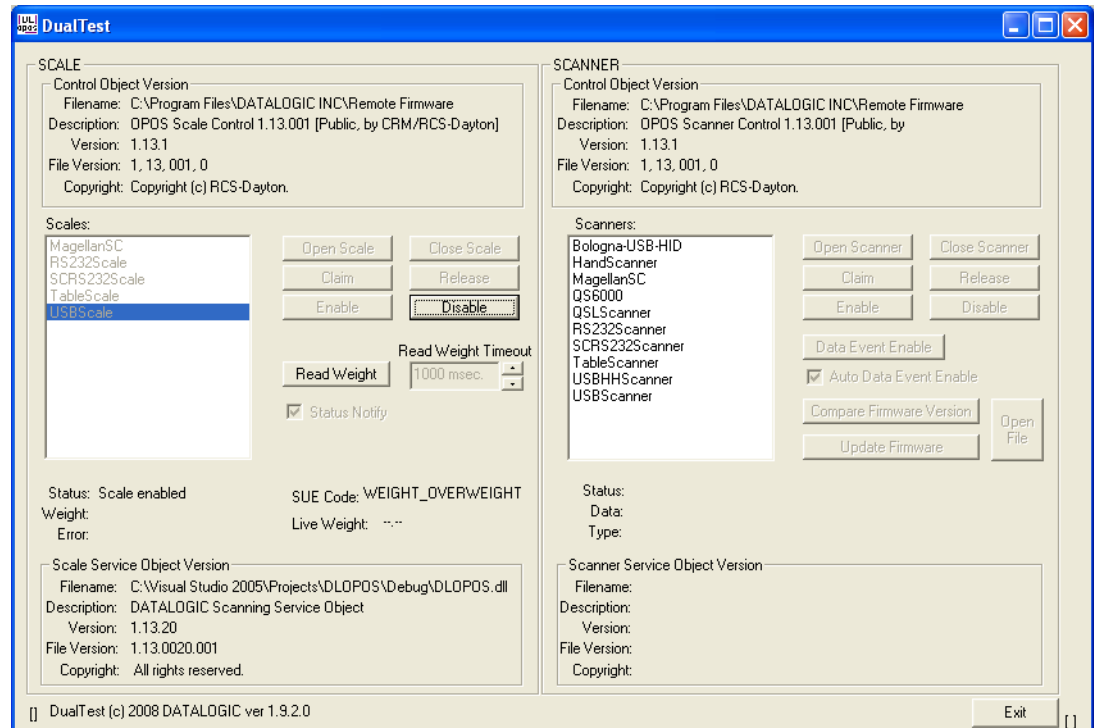 DLL
opos DualTest
SCALE
Control Object Version
Filename: C:\Program Files\DATALOGIC INC\Remote Firmware
Description: OPOS Scale Control 1.13.001 [Public, by CRM/RCS-Dayton]
Version: 1.13.1
File Version: 1, 13, 001, 0
Copyright: Copyright (c) RCS-Dayton.
Scales:
MagellanSC
RS232Scale
SCRS232Scale
TableScale
USBScale
Open Scale Close Scale
Claim Release
Enable Disable
Read Weight Timeout
Read Weight 1000 msec.
Status Notify
Status: Scale enabled
Weight:
Error:
SUE Code: WEIGHT_OVERWEIGHT
Live Weight: --.--
Scale Service Object Version
Filename: C:\Visual Studio 2005\Projects\DLOPOS\Debug\DLOPOS.dll
Description: DATALOGIC Scanning Service Object
Version: 1.13.20
File Version: 1.13.0020.001
Copyright: All rights reserved.
SCANNER
Control Object Version
Filename: C:\Program Files\DATALOGIC INC\Remote Firmware
Description: OPOS Scanner Control 1.13.001 [Public, by
Version: 1.13.1
File Version: 1, 13, 001, 0
Copyright: Copyright (c) RCS-Dayton.
Scanners:
Bologna-USB-HID
HandScanner
MagellanSC
QS6000
QSLScanner
RS232Scanner
SCRS232Scanner
TableScanner
USBHHScanner
USBScanner
Open Scanner Close Scanner
Claim Release
Enable Disable
Data Event Enable
Auto Data Event Enable
Compare Firmware Version
Update Firmware
Open
File
Status:
Data:
Type:
Scanner Service Object Version
Filename:
Description:
Version:
File Version:
Copyright:
[] DualTest (c) 2008 DATALOGIC ver 1.9.2.0
Exit
[ ]